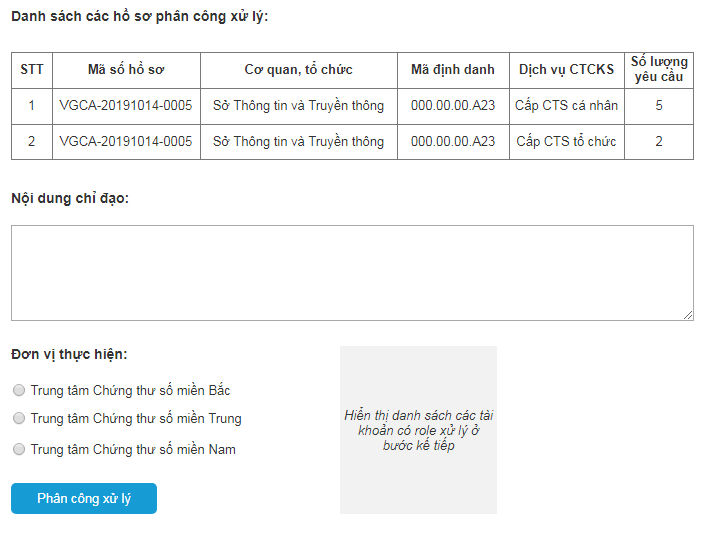 Danh sách các hồ sơ phân công xử lý:
STT Mã số hồ sơ Cơ quan, tổ chức Mã định danh Dịch vụ CTCKS Số lượng yêu cầu
1 VGCA-20191014-0005 Sở Thông tin và Truyền thông 000.00.00.A23 Cấp CTS cá nhân 5
2 VGCA-20191014-0005 Sở Thông tin và Truyền thông 000.00.00.A23 Cấp CTS tổ chức 2
Nội dung chỉ đạo:
Đơn vị thực hiện:
Trung tâm Chứng thư số miền Bắc
Trung tâm Chứng thư số miền Trung
Trung tâm Chứng thư số miền Nam
Hiển thị danh sách các tài
khoản có role xử lý ở
bước kế tiếp
Phân công xử lý